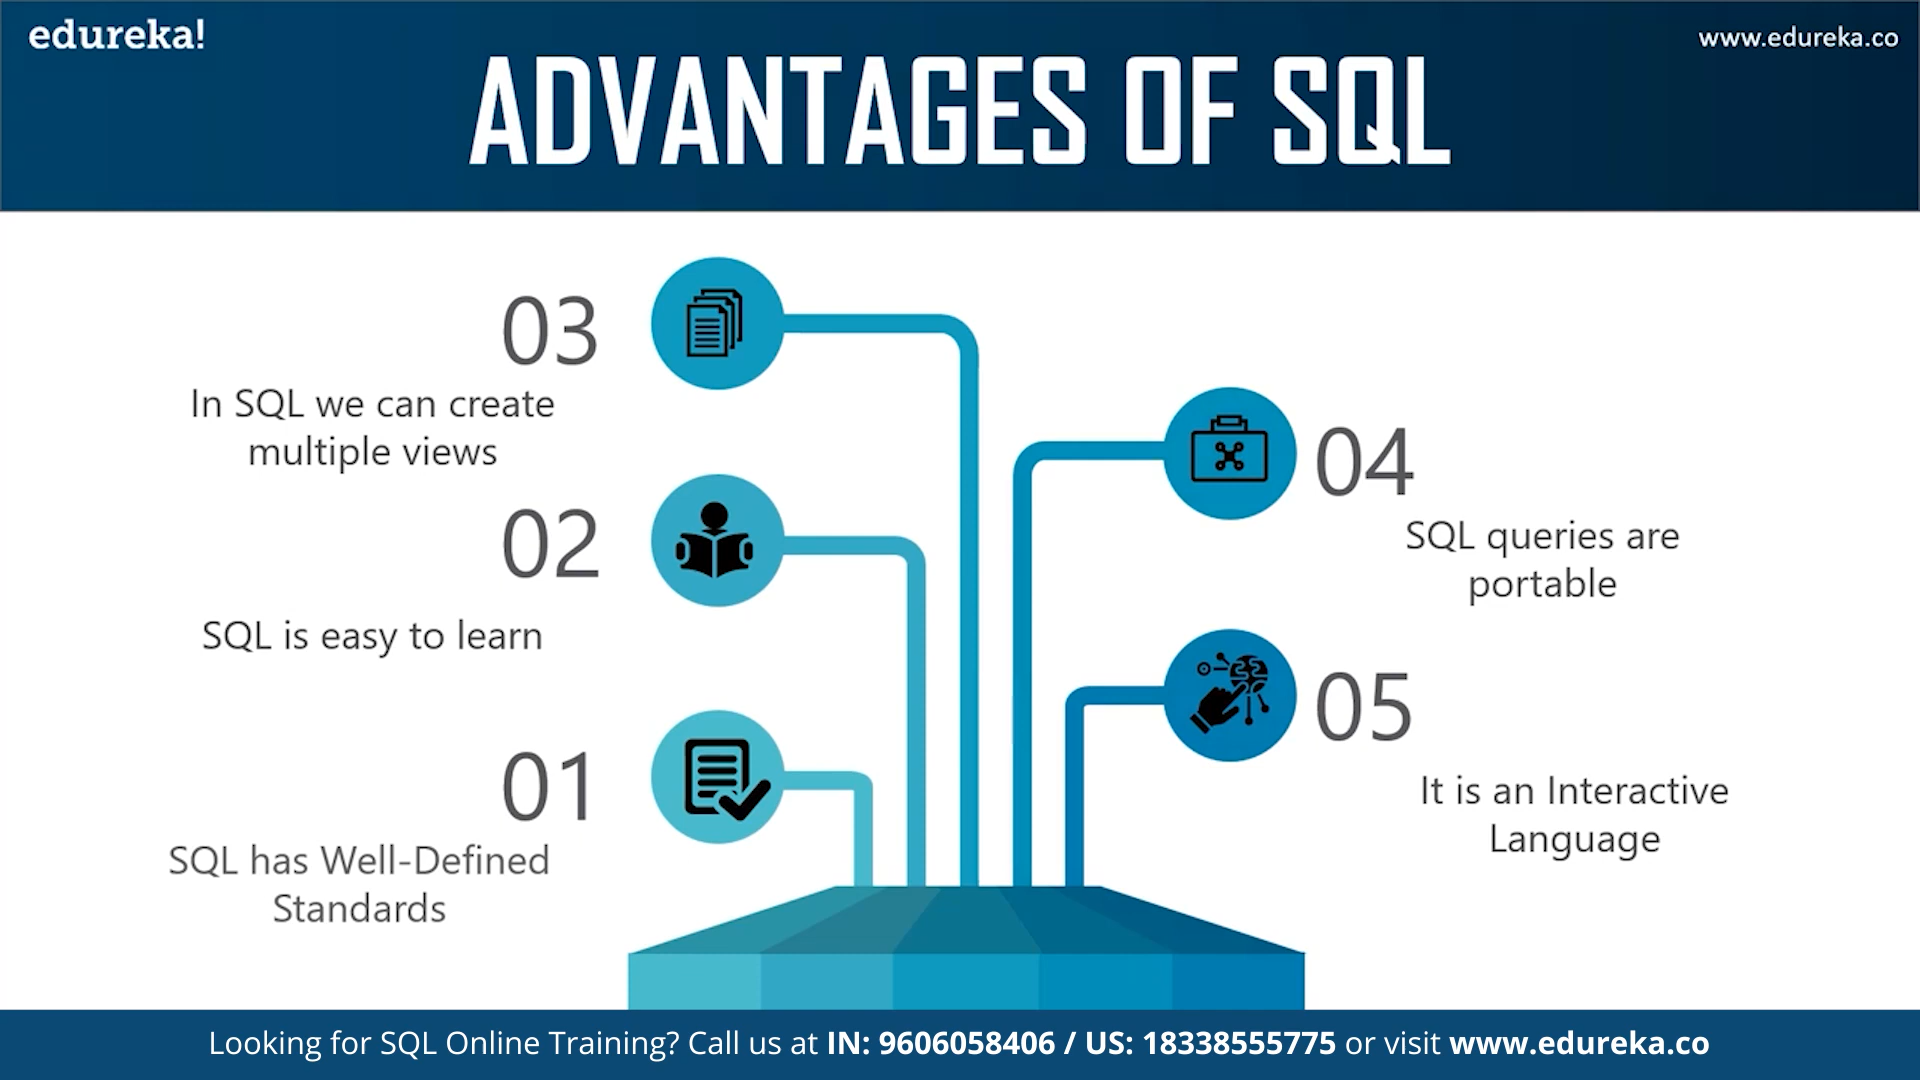 edureka!
www.edureka.co
ADVANTAGES OF SQL
03
In SQL we can create
multiple views
02
SQL is easy to learn
01
SQL has Well-Defined
Standards
04
SQL queries are
portable
05
It is an Interactive
Language
Looking for SQL Online Training? Call us at IN: 9606058406 / US: 18338555775 or visit www.edureka.co